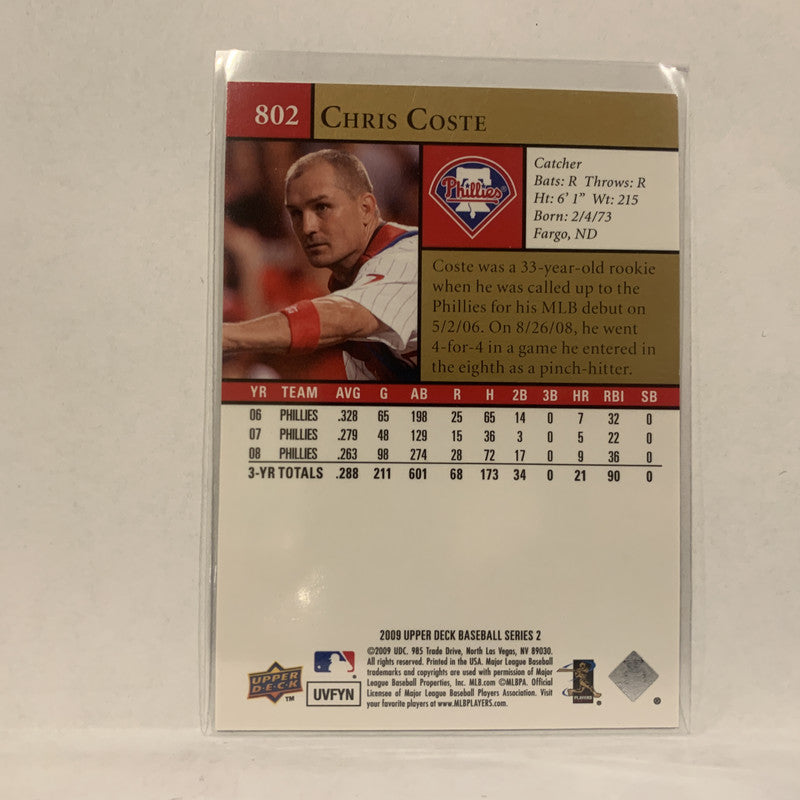 802 CHRIS COSTE
Phillies
Catcher
Bats: R Throws: R
Ht: 6' 1" Wt: 215
Born: 2/4/73
Fargo, ND
Coste was a 33-year-old rookie
when he was called up to the
Phillies for his MLB debut on
5/2/06. On 8/26/08, he went
4-for-4 in a game he entered in
the eighth as a pinch-hitter.
YR TEAM AVG G AB R H 2B 3B HR RBI SB
06 PHILLIES .328 65 198 25 65 14 0 7 32 0
07 PHILLIES .279 48 129 15 36 3 0 5 22 0
08 PHILLIES .263 98 274 28 72 17 0 9 36 0
3-YR TOTALS .288 211 601 68 173 34 0 21 90 0
2009 UPPER DECK BASEBALL SERIES 2
©2009 UDC. 985 Trade Drive, North Las Vegas, NV 89030.
All rights reserved. Printed in the USA. Major League Baseball
trademarks and copyrights are used with permission of Major
League Baseball Properties, Inc. MLB.com ©MLBPA. Official
Licensee of Major League Baseball Players Association. Visit
your favorite players at www.MLBPLAYERS.com.
UPPER DECK TM
UVFYN
PLAYERS